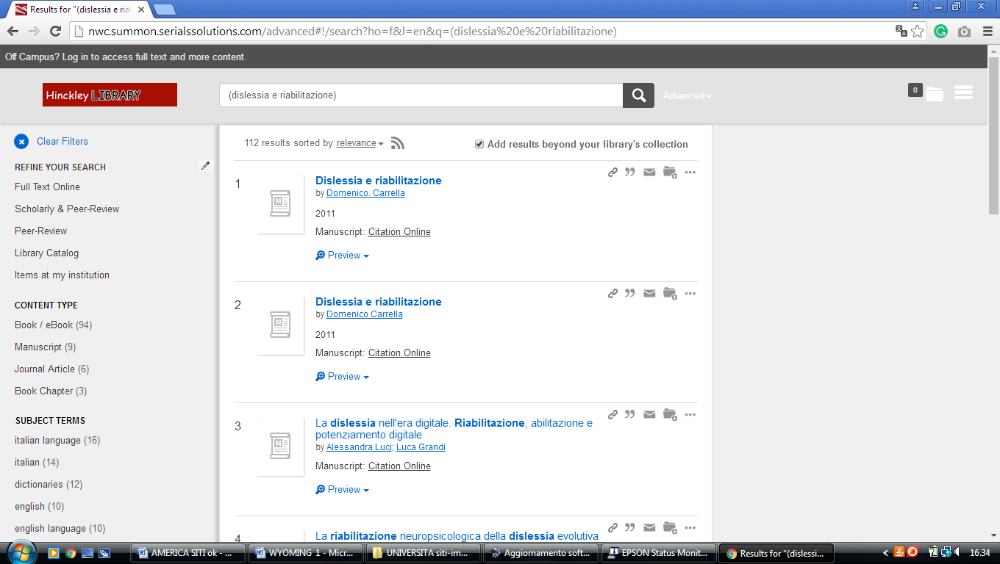 Results for "(dislessia e rial
nwc.summon.serialssolutions.com/advanced#!/search?ho=f&l=en&q=(dislessia%20e%20riabilitazione)
Off Campus? Log in to access full text and more content.
Hinckley LIBRARY
(dislessia e riabilitazione)
Advanced
0
Clear Filters
REFINE YOUR SEARCH
Full Text Online
Scholarly & Peer-Review
Peer-Review
Library Catalog
Items at my institution
CONTENT TYPE
Book / eBook (94)
Manuscript (9)
Journal Article (6)
Book Chapter (3)
SUBJECT TERMS
italian language (16)
italian (14)
dictionaries (12)
english (10)
english language (10)
112 results sorted by relevance
Add results beyond your library's collection
1
Dislessia e riabilitazione
by Domenico. Carrella
2011
Manuscript: Citation Online
Preview
2
Dislessia e riabilitazione
by Domenico Carrella
2011
Manuscript: Citation Online
Preview
3
La dislessia nell'era digitale. Riabilitazione, abilitazione e
potenziamento digitale
by Alessandra Luci; Luca Grandi
Manuscript: Citation Online
Preview
4
La riabilitazione neuropsicologica della dislessia evolutiva
AMERICA SITI ok - ...
WYOMING 1 - Micr...
UNIVERSITA siti-im...
Aggiornamento soft...
EPSON Status Monit...
Results for "(dislessi...
16.34